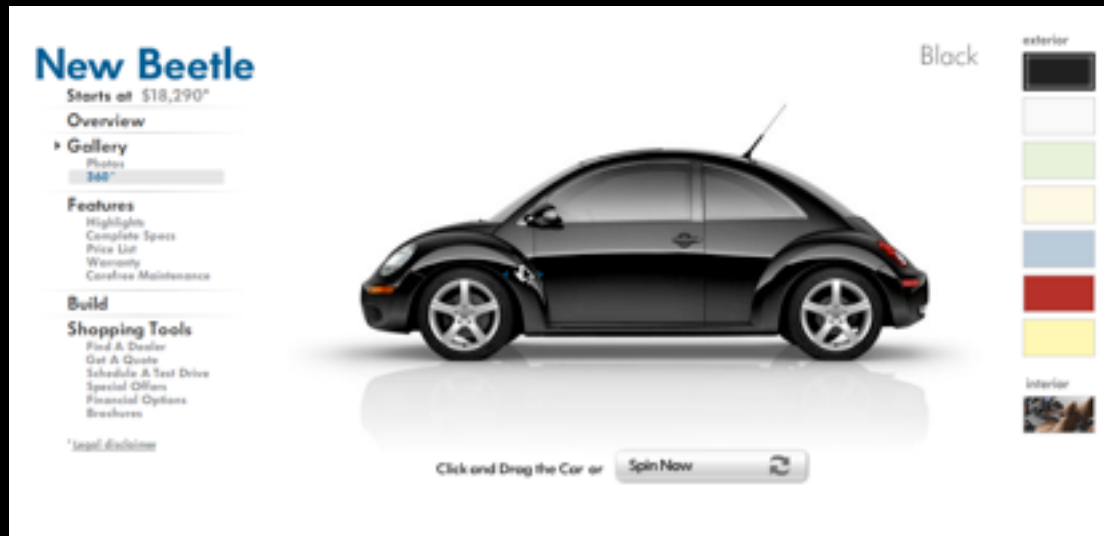 New Beetle
Starts at $18,290*
Overview
Gallery
Photos
360°
Features
Highlights
Complete Specs
Price List
Warranty
Carefree Maintenance
Build
Shopping Tools
Find A Dealer
Get A Quote
Schedule A Test Drive
Special Offers
Financial Options
Brochures
*Legal disclaimer
Black
exterior
interior
Click and Drag the Car or Spin Now